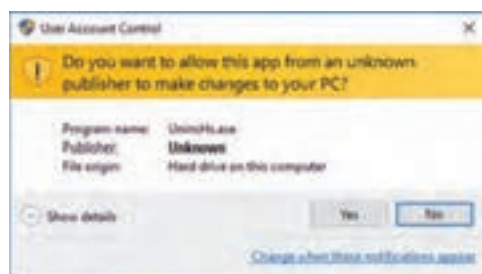 User Account Control
Do you want to allow this app from an unknown
publisher to make changes to your PC?
Program name:
Publisher: Unknown
File origin: Hard drive on this computer
Show details
Yes No
Change when these notifications appear